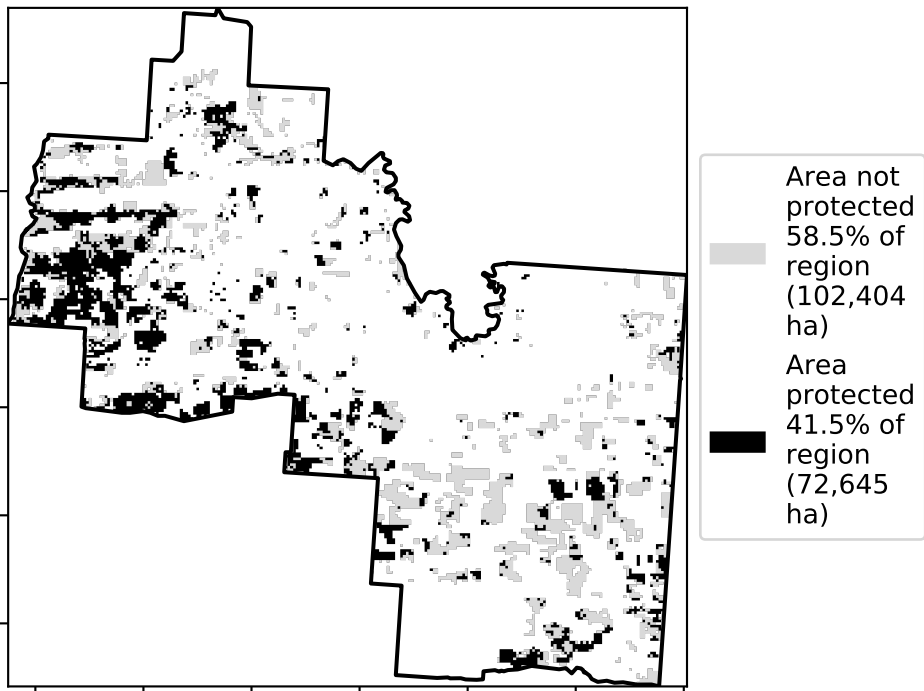 Area not
protected
58.5% of
region
(102,404
ha)
Area
protected
41.5% of
region
(72,645
ha)